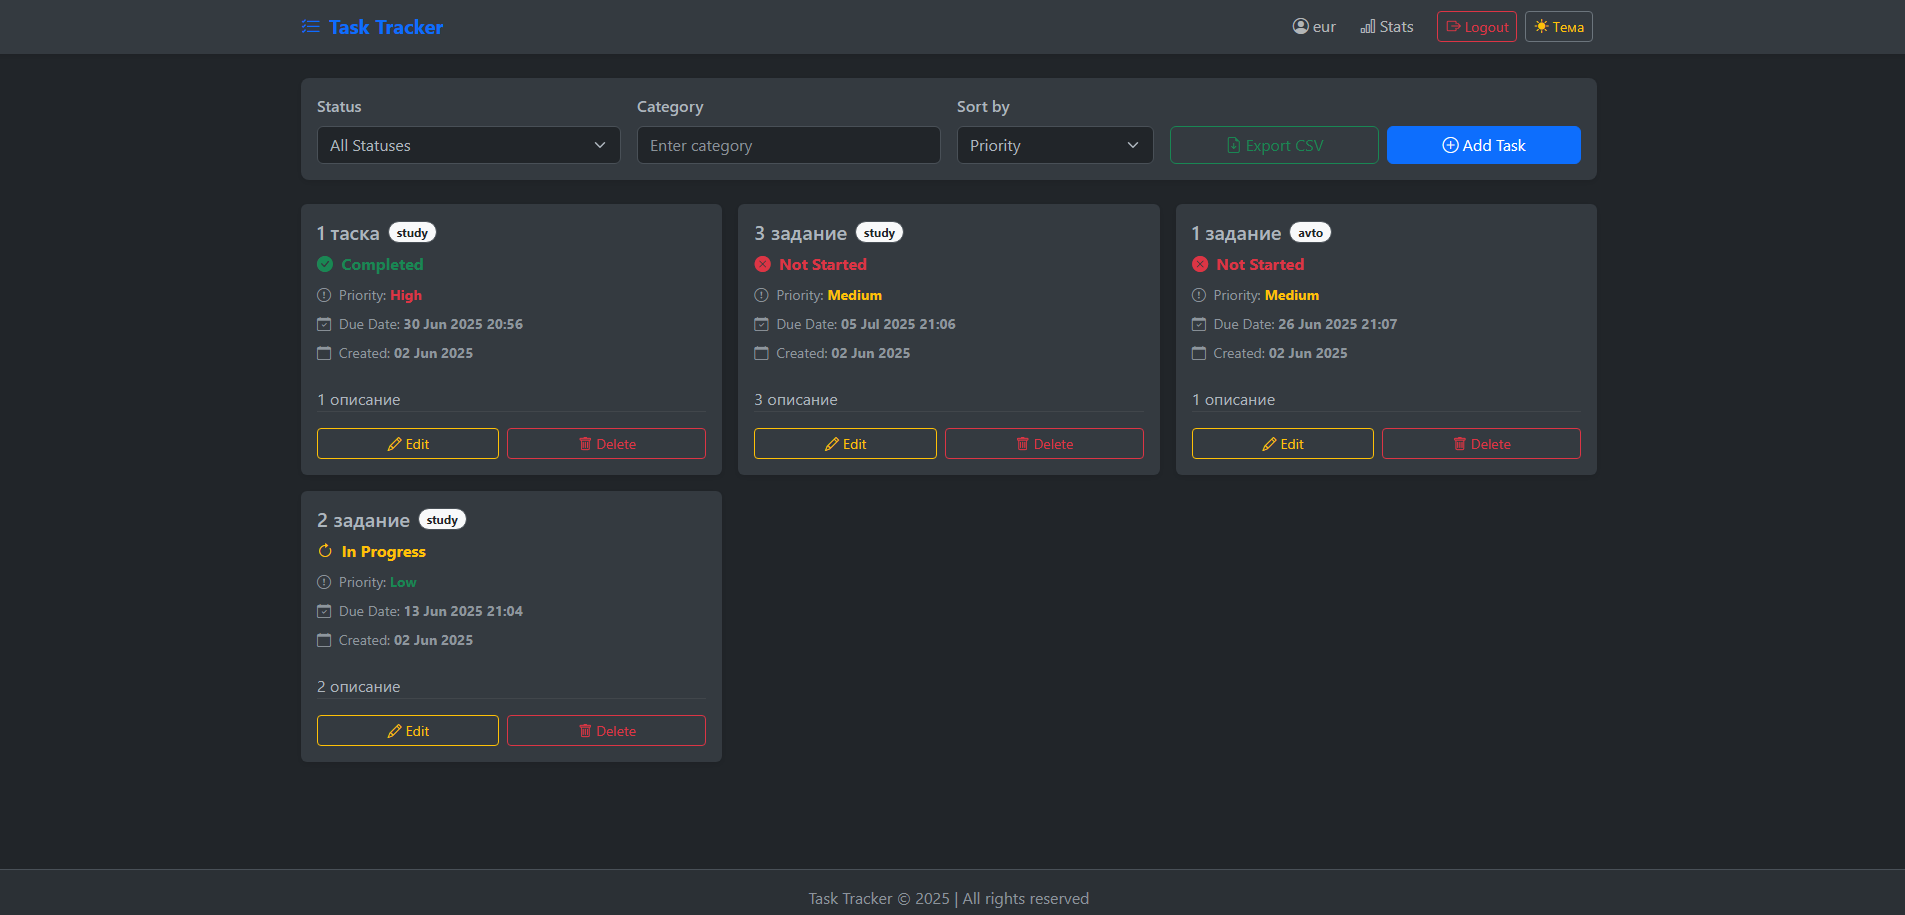 Task Tracker
eur
Stats
Logout
Тема
Status
Category
Sort by
All Statuses
Enter category
Priority
Export CSV
Add Task
1 таска study
Completed
Priority: High
Due Date: 30 Jun 2025 20:56
Created: 02 Jun 2025
1 описание
Edit
Delete
3 задание study
Not Started
Priority: Medium
Due Date: 05 Jul 2025 21:06
Created: 02 Jun 2025
3 описание
Edit
Delete
1 задание avto
Not Started
Priority: Medium
Due Date: 26 Jun 2025 21:07
Created: 02 Jun 2025
1 описание
Edit
Delete
2 задание study
In Progress
Priority: Low
Due Date: 13 Jun 2025 21:04
Created: 02 Jun 2025
2 описание
Edit
Delete
Task Tracker © 2025 | All rights reserved